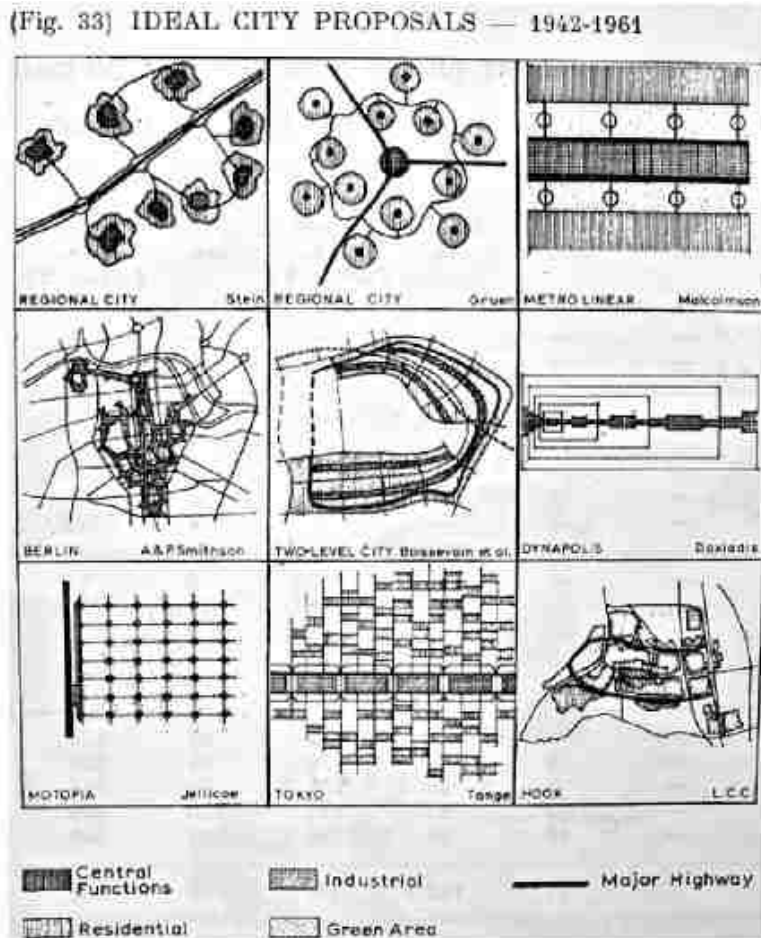 (Fig. 33) IDEAL CITY PROPOSALS — 1942-1961
REGIONAL CITY Stein
REGIONAL CITY Gruen
METRO LINEAR Malcolmson
BERLIN A&P.Smithson
TWO-LEVEL CITY Boissevain et al.
DYNAPOLIS Doxiadis
MOTOPIA Jellicoe
TOKYO Tange
HOOK L.C.C.
Central
Functions
Industrial
Major Highway
Residential
Green Area